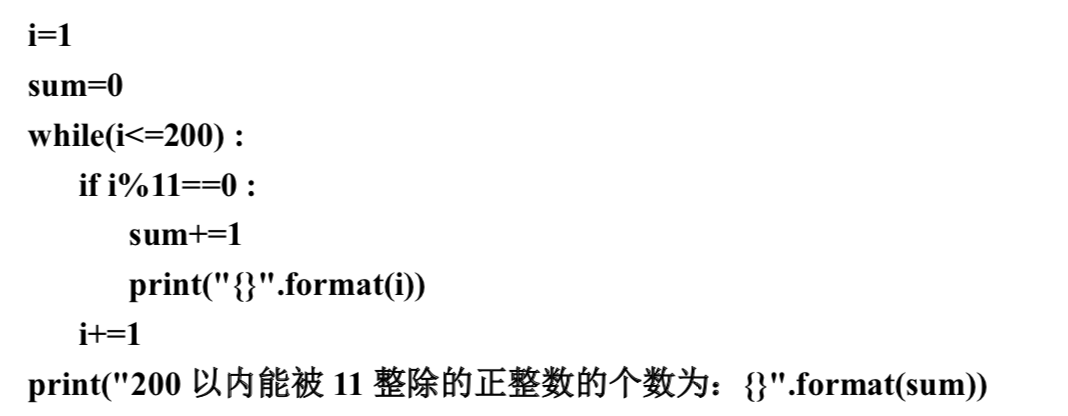 i=1
sum=0
while(i<=200) :
if i%11==0 :
sum+=1
print("{}".format(i))
i+=1
print("200 以内能被 11 整除的正整数的个数为：{}".format(sum))